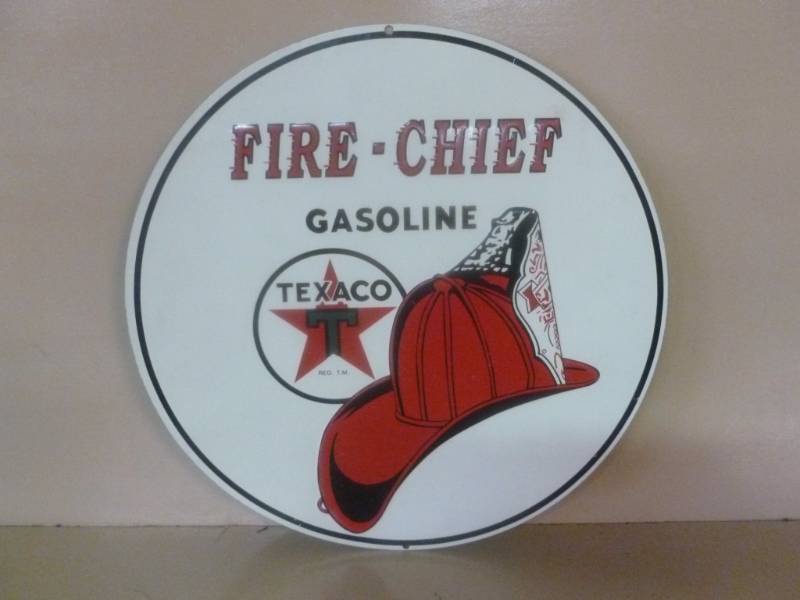 FIRE-CHIEF
GASOLINE
TEXACO
T
REG. T.M.